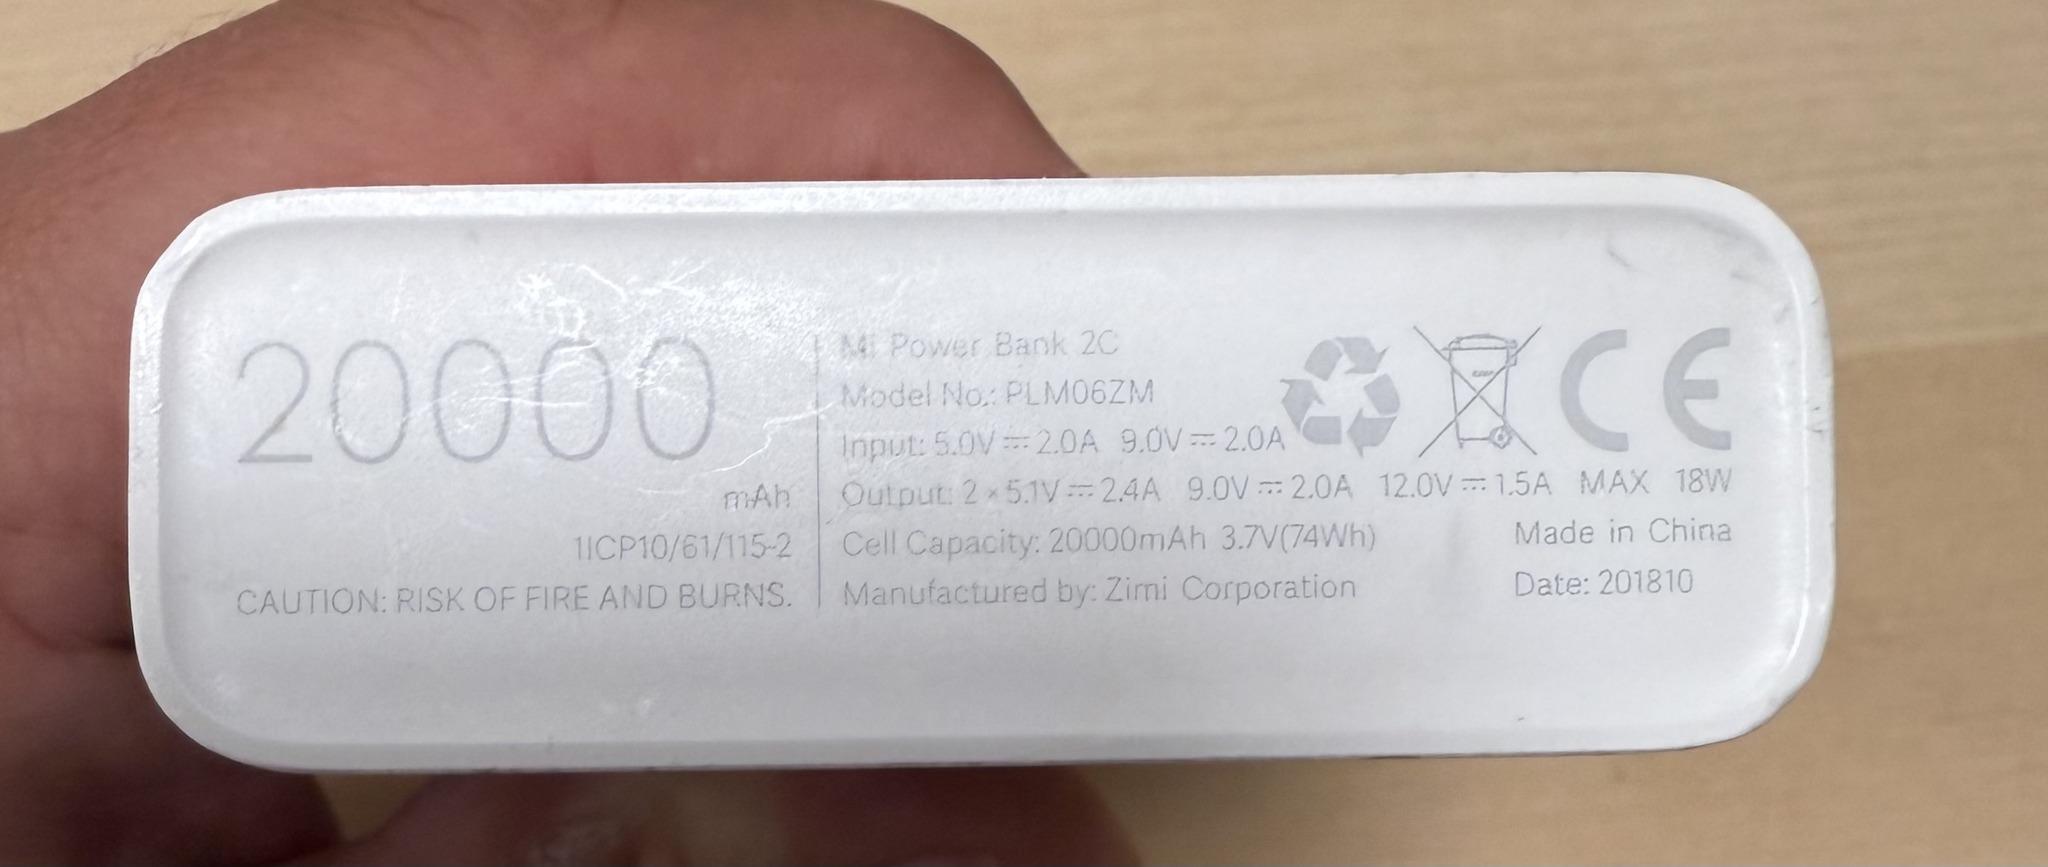 20000
mAh
1ICP10/61/115-2
CAUTION: RISK OF FIRE AND BURNS.
Mi Power Bank 2C
Model No.: PLM06ZM
Input: 5.0V⎓2.0A 9.0V⎓2.0A
Output: 2×5.1V⎓2.4A 9.0V⎓2.0A 12.0V⎓1.5A MAX 18W
Cell Capacity: 20000mAh 3.7V(74Wh)
Manufactured by: Zimi Corporation
CE
Made in China
Date: 201810